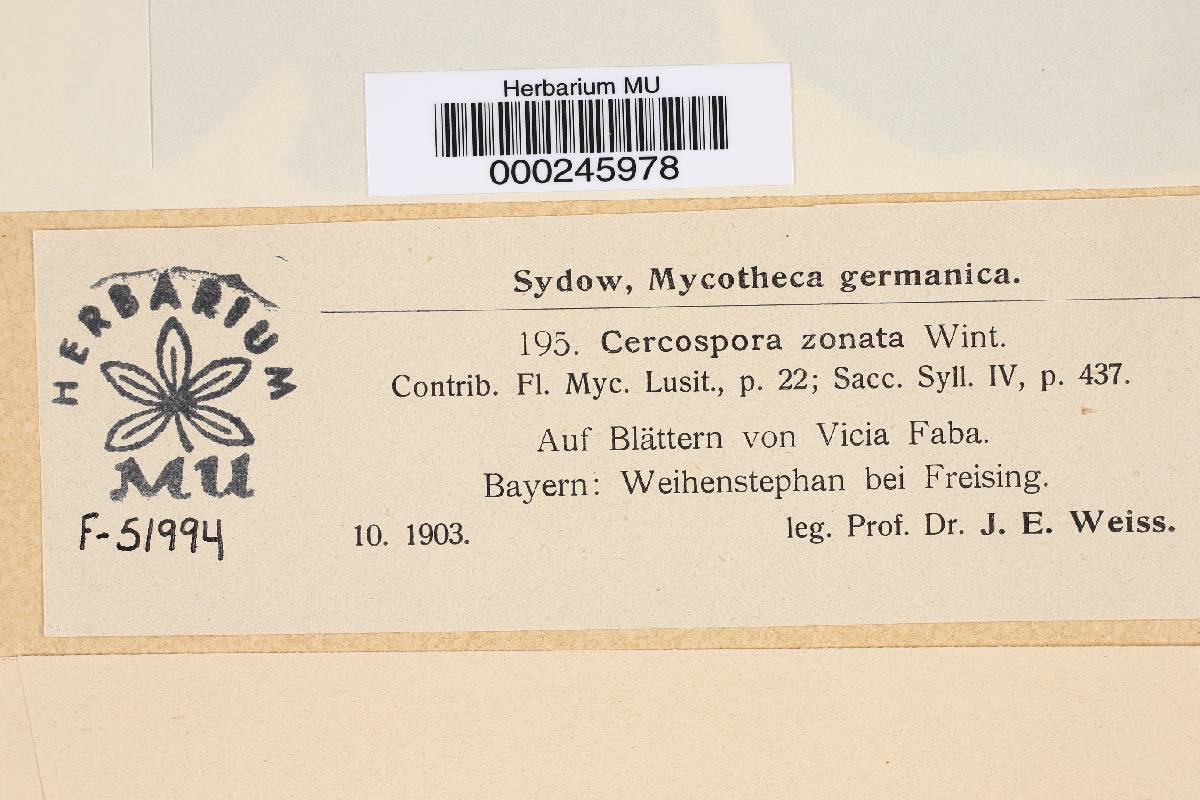 Herbarium MU
000245978
Sydow, Mycotheca germanica.
195. Cercospora zonata Wint.
Contrib. Fl. Myc. Lusit., p. 22; Sacc. Syll. IV, p. 437.
Auf Blättern von Vicia Faba.
Bayern: Weihenstephan bei Freising.
10. 1903. leg. Prof. Dr. J. E. Weiss.
HERBARIUM
MU
F-51994